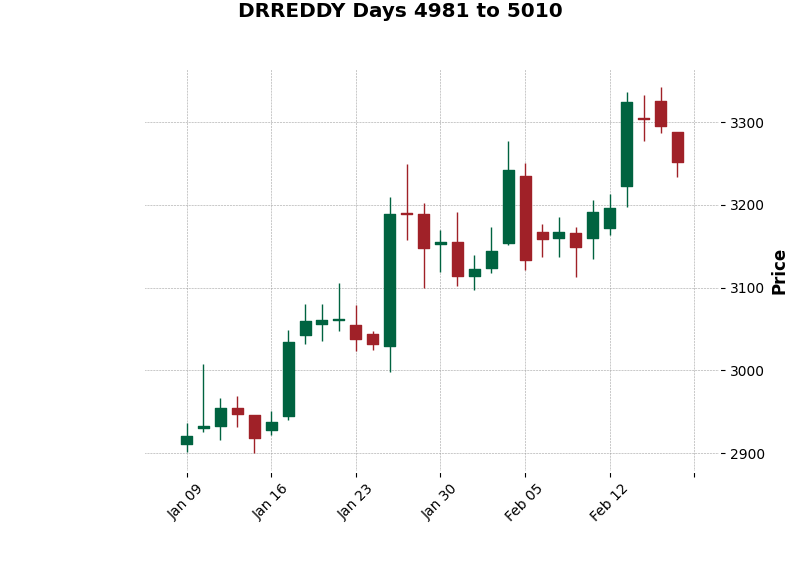 DRREDDY Days 4981 to 5010
3300
3200
3100
3000
2900
Price
Jan 09
Jan 16
Jan 23
Jan 30
Feb 05
Feb 12